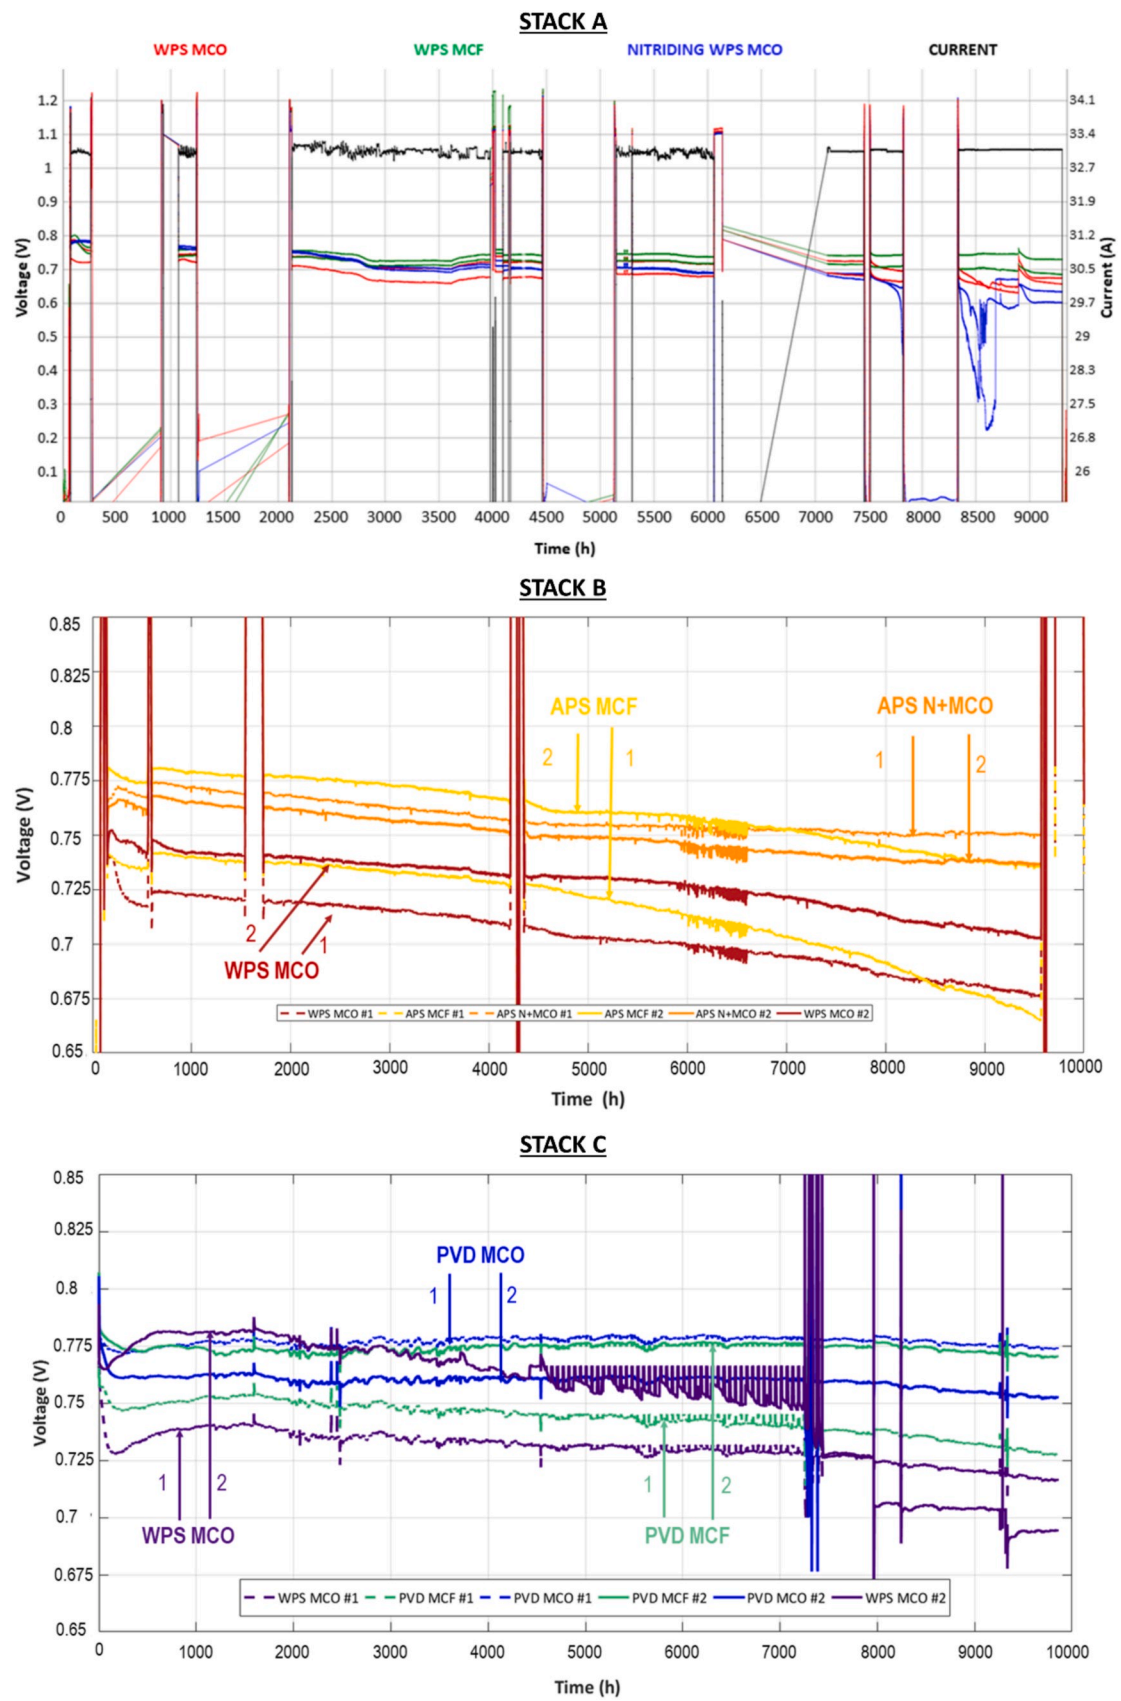 STACK A
WPS MCO WPS MCF NITRIDING WPS MCO CURRENT
1.2 34.1
1.1 33.4
1 32.7
0.9 31.9
0.8 31.2
0.7 30.5
0.6 29.7
0.5 29
0.4 28.3
0.3 27.5
0.2 26.8
0.1 26
Voltage (V)
Current (A)
0 500 1000 1500 2000 2500 3000 3500 4000 4500 5000 5500 6000 6500 7000 7500 8000 8500 9000
Time (h)
STACK B
0.85
0.825
0.8
0.775
0.75
0.725
0.7
0.675
0.65
Voltage (V)
APS MCF
2 1
APS N+MCO
1 2
2 1
WPS MCO
WPS MCO #1 APS MCF #1 APS N+MCO #1 APS MCF #2 APS N+MCO #2 WPS MCO #2
0 1000 2000 3000 4000 5000 6000 7000 8000 9000 10000
Time (h)
STACK C
0.85
0.825
0.8
0.775
0.75
0.725
0.7
0.675
0.65
Voltage (V)
PVD MCO
1 2
1 2
WPS MCO
1 2
PVD MCF
WPS MCO #1 PVD MCF #1 PVD MCO #1 PVD MCF #2 PVD MCO #2 WPS MCO #2
0 1000 2000 3000 4000 5000 6000 7000 8000 9000 10000
Time (h)